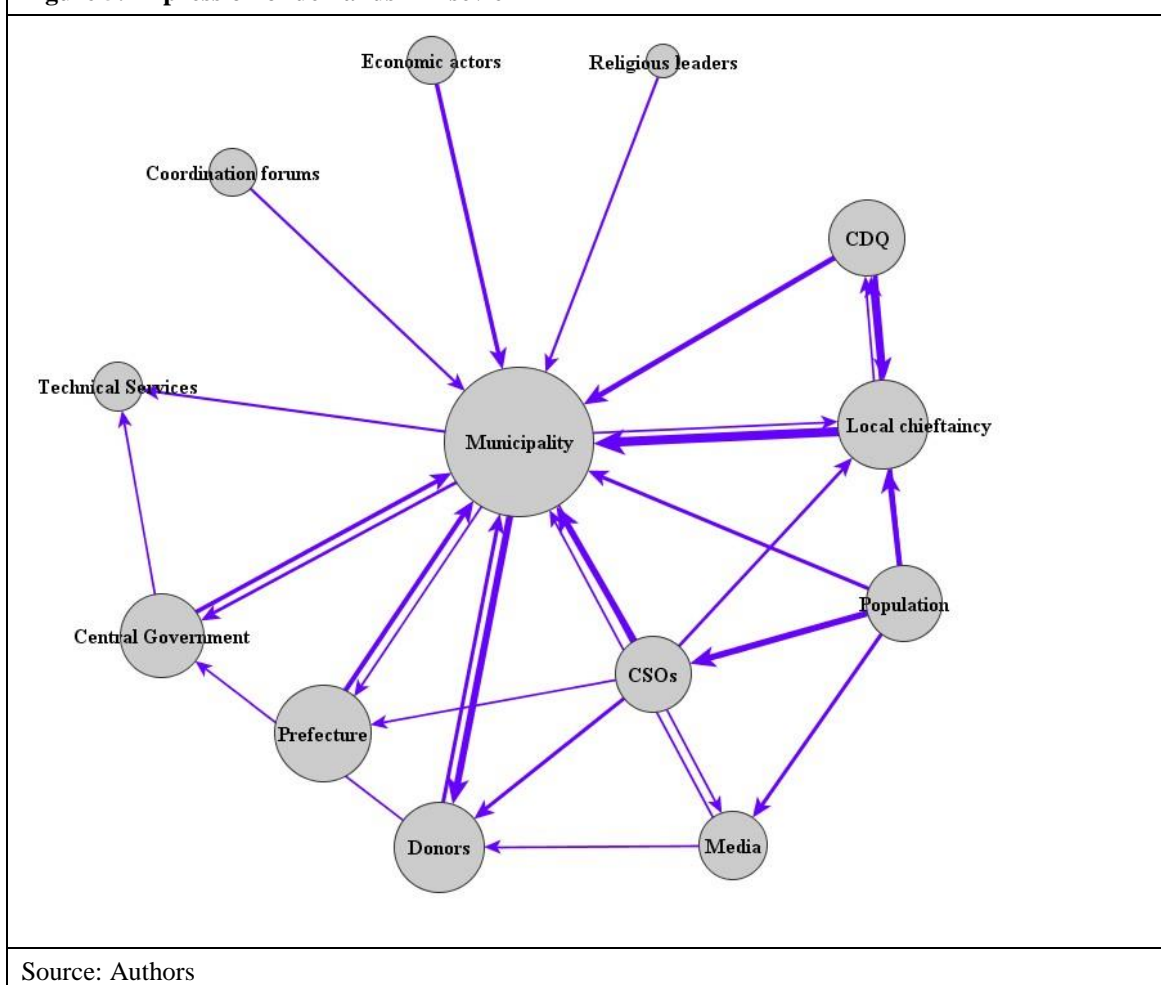 Economic actors
Religious leaders
Coordination forums
CDQ
Technical Services
Municipality
Local chieftaincy
Population
Central Government
CSOs
Prefecture
Donors
Media
Source: Authors